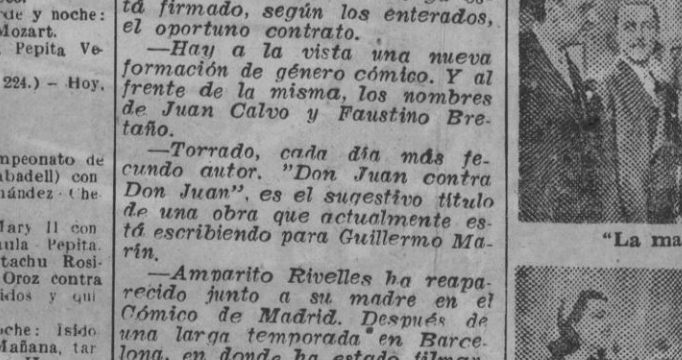 de y noche:
Mozart.
Pepita Ve-
224.) — Hoy,
mpeonato de
abadell) con
nández - Che
Mary II con
aula - Pepita.
tachu Rosi-
Oroz contra
idos y qui
che: Isido
Mañana, tar
tá firmado, según los enterados,
el oportuno contrato.
—Hay a la vista una nueva
formación de género cómico. Y al
frente de la misma, los nombres
de Juan Calvo y Faustino Bre-
taño.
—Torrado, cada día más fe-
cundo autor. "Don Juan contra
Don Juan", es el sugestivo título
de una obra que actualmente es-
tá escribiendo para Guillermo Ma-
rín.
—Amparito Rivelles ha reapa-
recido junto a su madre en el
Cómico de Madrid. Después de
una larga temporada en Barce-
lona, en donde ha estado filman-
"La ma